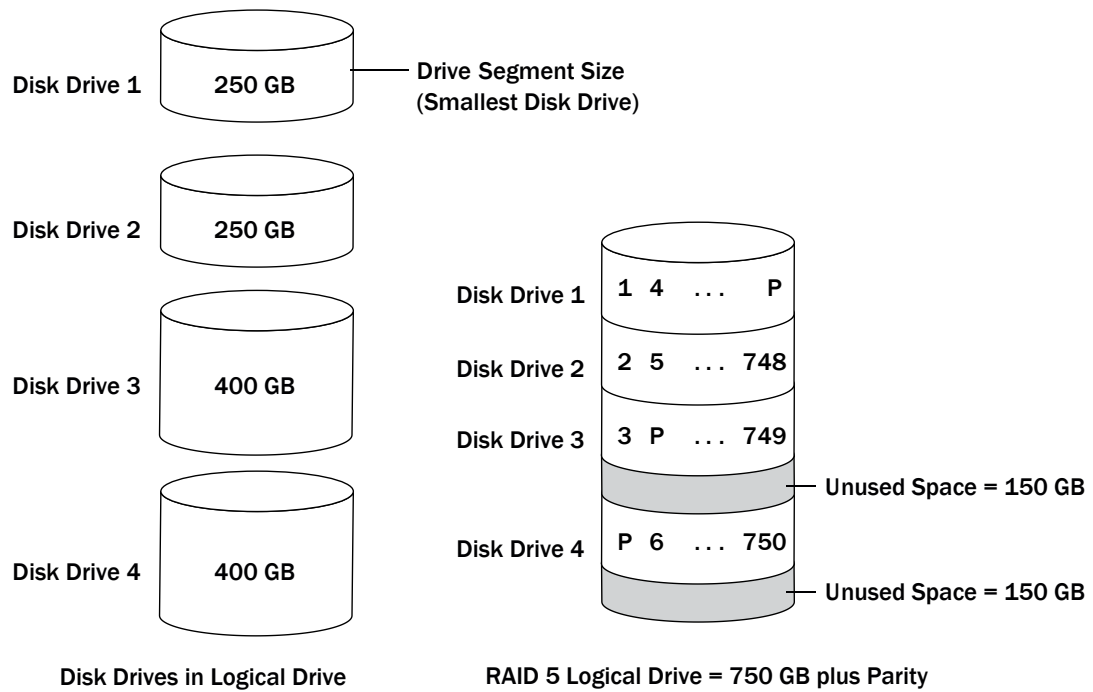 Disk Drive 1
250 GB
Drive Segment Size
(Smallest Disk Drive)
Disk Drive 2
250 GB
Disk Drive 3
400 GB
Disk Drive 4
400 GB
Disk Drives in Logical Drive
Disk Drive 1
1 4 ... P
Disk Drive 2
2 5 ... 748
Disk Drive 3
3 P ... 749
Unused Space = 150 GB
Disk Drive 4
P 6 ... 750
Unused Space = 150 GB
RAID 5 Logical Drive = 750 GB plus Parity